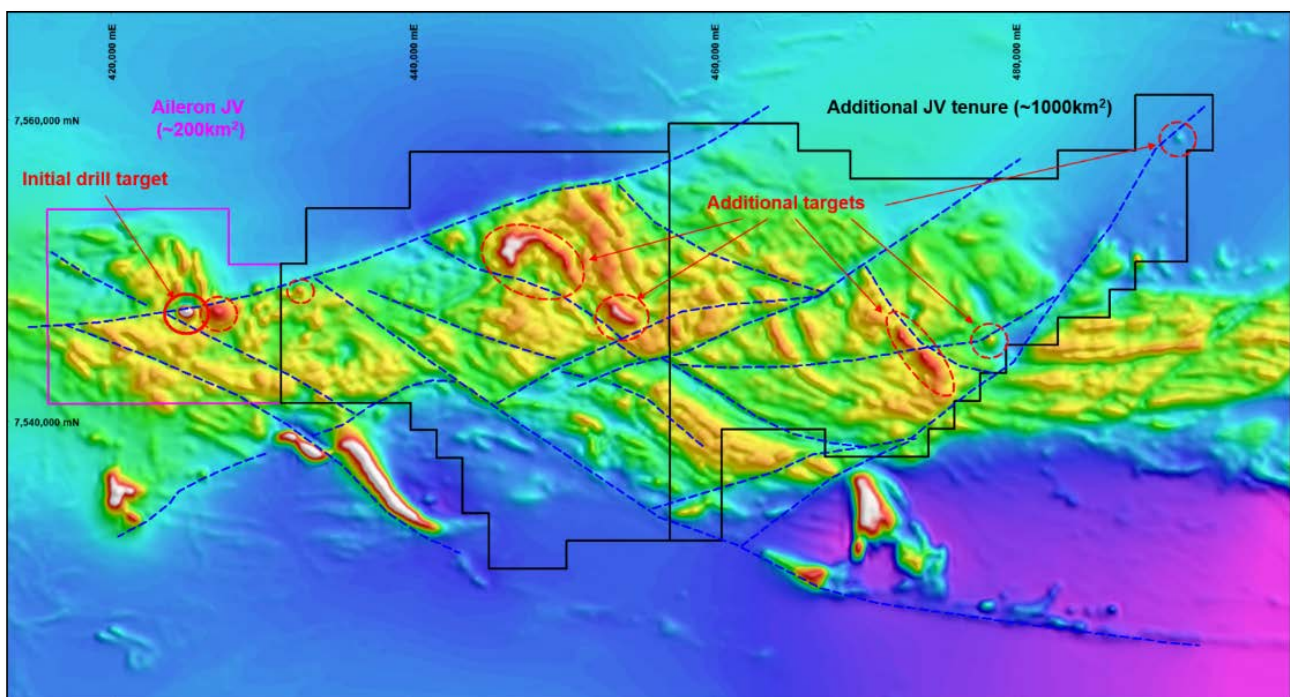 420,000 mE
440,000 mE
460,000 mE
480,000 mE
7,560,000 mN
Aileron JV
(~200km²)
Additional JV tenure (~1000km²)
Initial drill target
Additional targets
7,540,000 mN